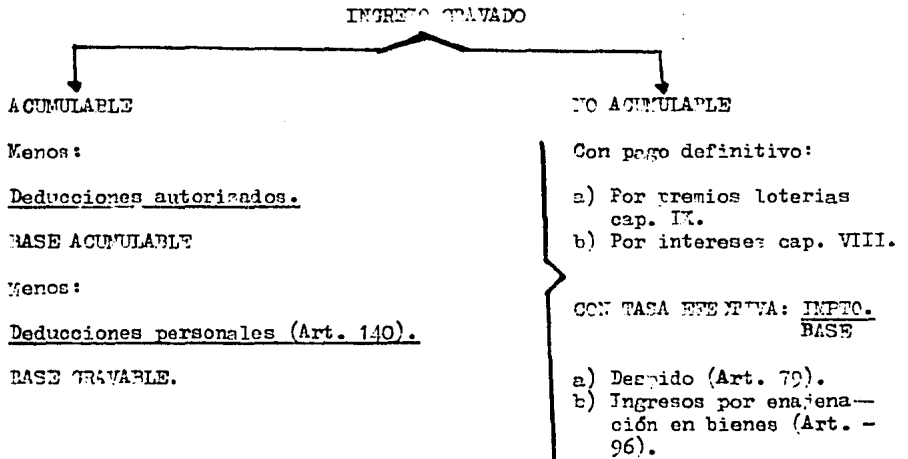 INGRESO GRAVADO
ACUMULABLE
Menos:
Deducciones autorizados.
BASE ACUMULABLE
Menos:
Deducciones personales (Art. 140).
BASE GRAVABLE.
NO ACUMULABLE
Con pago definitivo:
a) Por premios loterias
cap. IX.
b) Por intereses cap. VIII.
CON TASA EFECTIVA: IMPTO.
BASE
a) Despido (Art. 79).
b) Ingresos por enajena—
ción en bienes (Art. -
96).